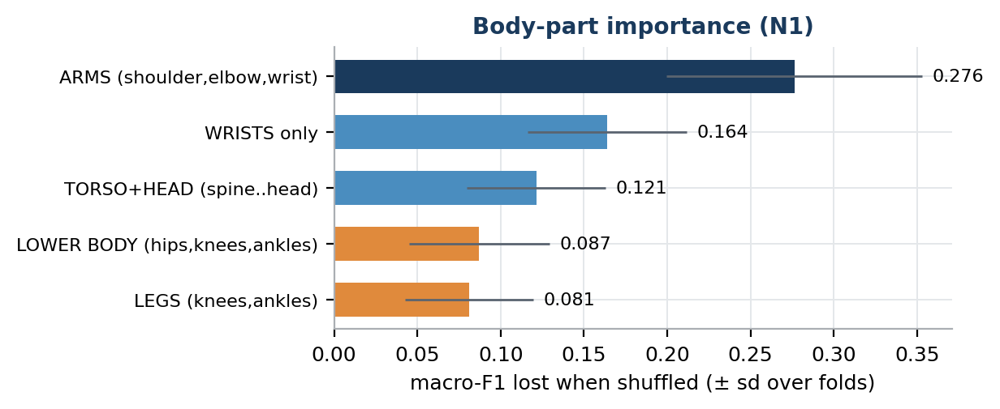 Body-part importance (N1)
ARMS (shoulder,elbow,wrist)
0.276
WRISTS only
0.164
TORSO+HEAD (spine..head)
0.121
LOWER BODY (hips,knees,ankles)
0.087
LEGS (knees,ankles)
0.081
0.00 0.05 0.10 0.15 0.20 0.25 0.30 0.35
macro-F1 lost when shuffled (± sd over folds)